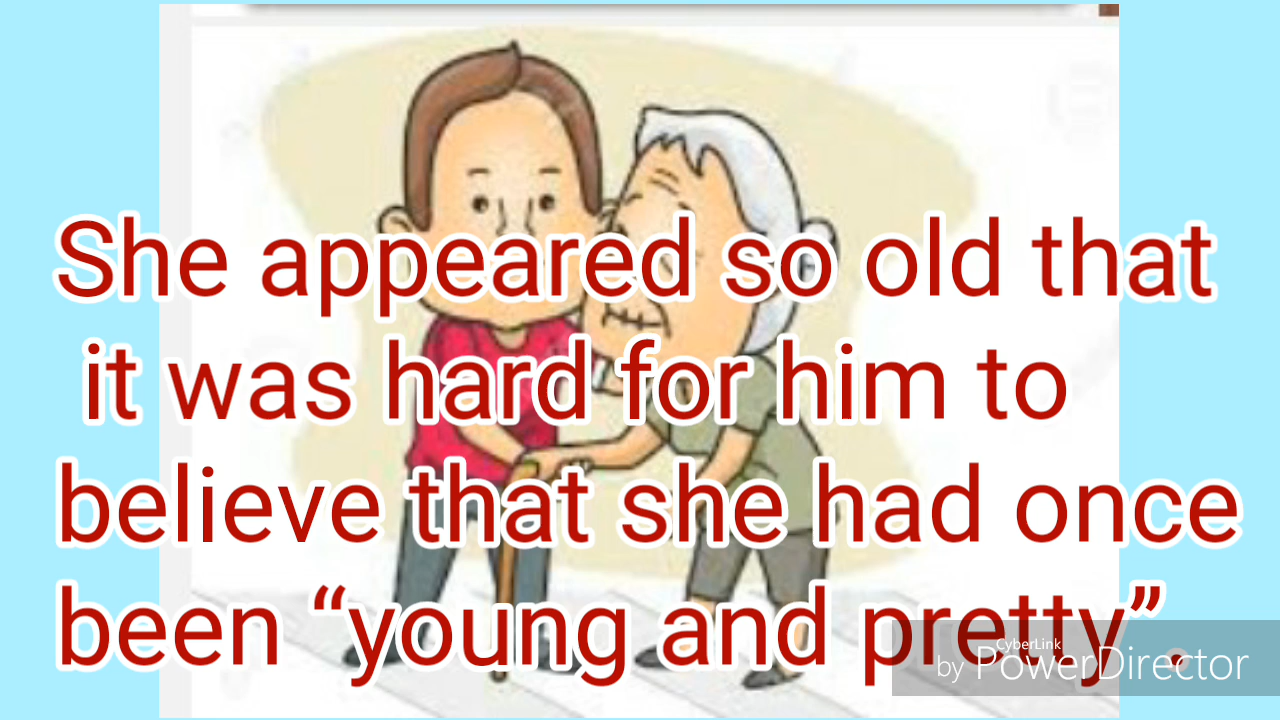 She appeared so old that
it was hard for him to
believe that she had once
been “young and pretty”.
CyberLink
by PowerDirector